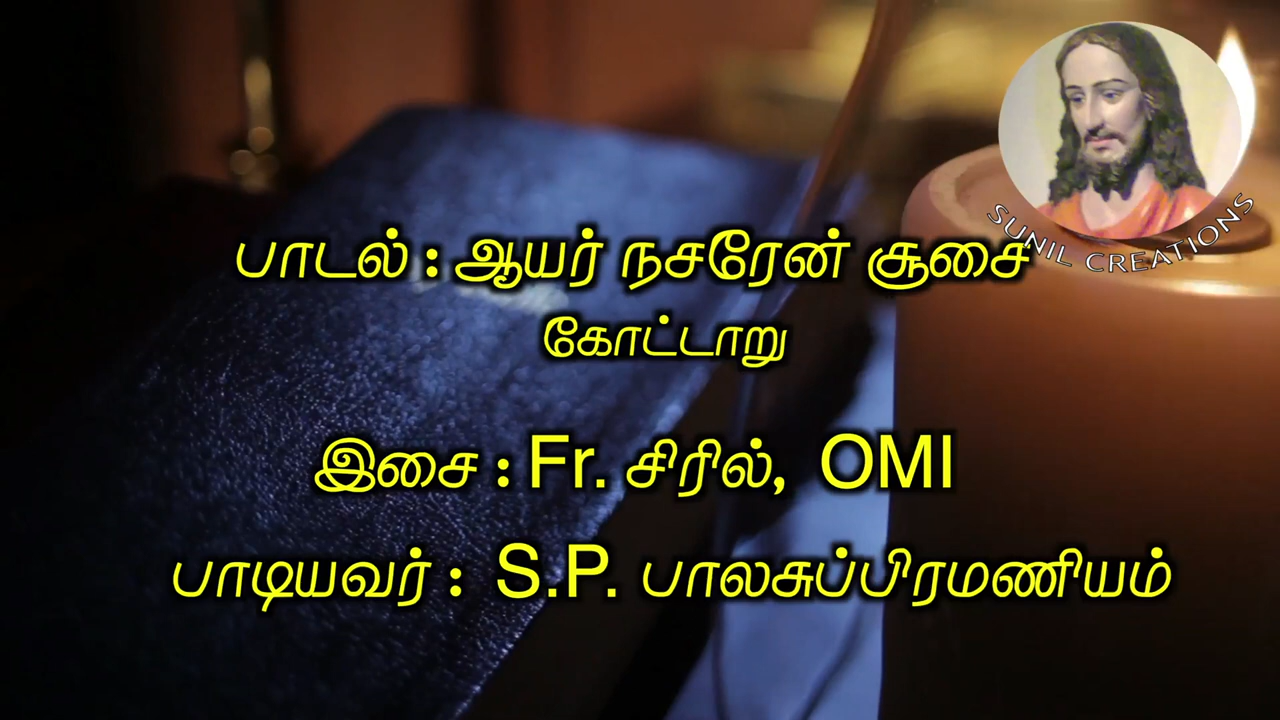 பாடல் : ஆயர் நசரேன் சூசை
கோட்டாறு
இசை : Fr. சிரில், OMI
பாடியவர் : S.P. பாலசுப்பிரமணியம்
SUNIL CREATIONS